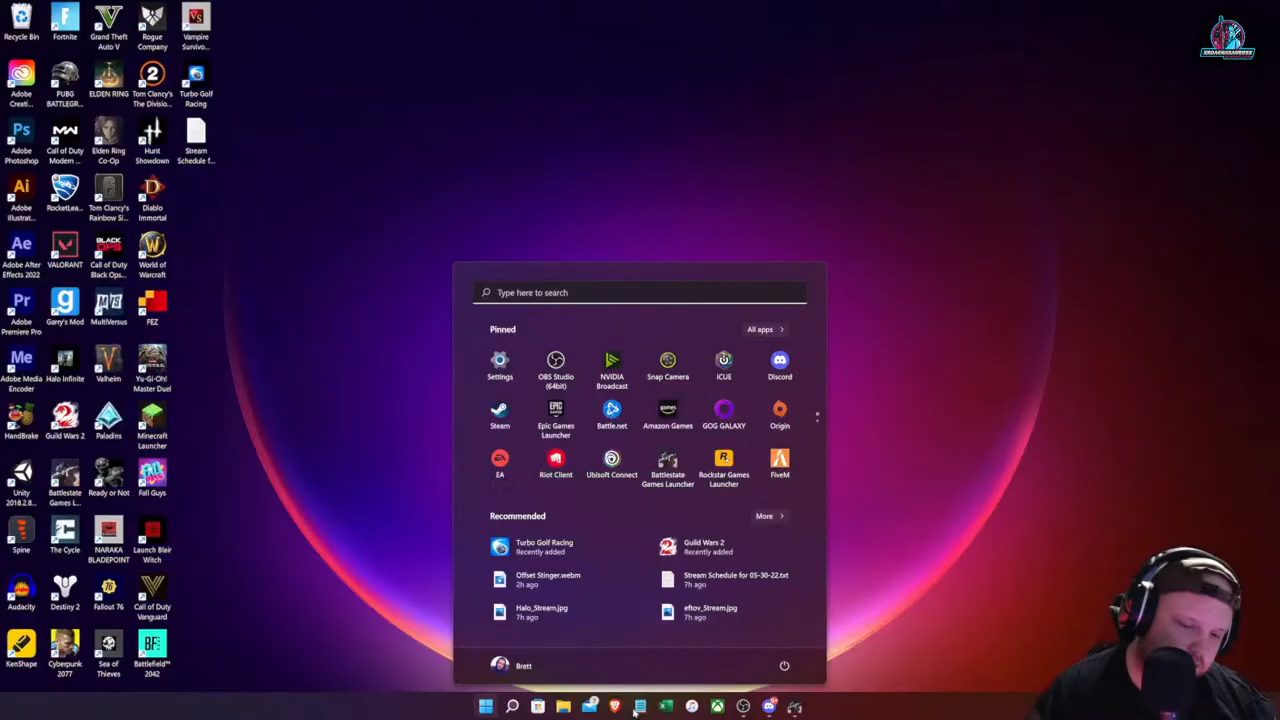 Recycle Bin
Fortnite
Grand Theft
Auto V
Rogue
Company
Vampire
Survivo...
Adobe
Creati...
PUBG
BATTLEGR...
ELDEN RING
Tom Clancy's
The Divisio...
Turbo Golf
Racing
Adobe
Photoshop
Call of Duty
Modern ...
Elden Ring
Co-Op
Hunt
Showdown
Stream
Schedule f...
Adobe
Illustrat...
RocketLea...
Tom Clancy's
Rainbow Si...
Diablo
Immortal
Adobe After
Effects 2022
VALORANT
Call of Duty
Black Ops...
World of
Warcraft
Adobe
Premiere Pro
Garry's Mod
MultiVersus
FEZ
Adobe Media
Encoder
Halo Infinite
Valheim
Yu-Gi-Oh!
Master Duel
HandBrake
Guild Wars 2
Paladins
Minecraft
Launcher
Unity
2018.2.8...
Battlestate
Games L...
Ready or Not
Fall Guys
Spine
The Cycle
NARAKA
BLADEPOINT
Launch Blair
Witch
Audacity
Destiny 2
Fallout 76
Call of Duty
Vanguard
KenShape
Cyberpunk
2077
Sea of
Thieves
Battlefield™
2042
Type here to search
Pinned
All apps >
Settings
OBS Studio
(64bit)
NVIDIA
Broadcast
Snap Camera
iCUE
Discord
Steam
Epic Games
Launcher
Battle.net
Amazon Games
GOG GALAXY
Origin
EA
Riot Client
Ubisoft Connect
Battlestate
Games Launcher
Rockstar Games
Launcher
FiveM
Recommended
More >
Turbo Golf Racing
Recently added
Guild Wars 2
Recently added
Offset Stinger.webm
2h ago
Stream Schedule for 05-30-22.txt
7h ago
Halo_Stream.jpg
7h ago
eftov_Stream.jpg
7h ago
Brett